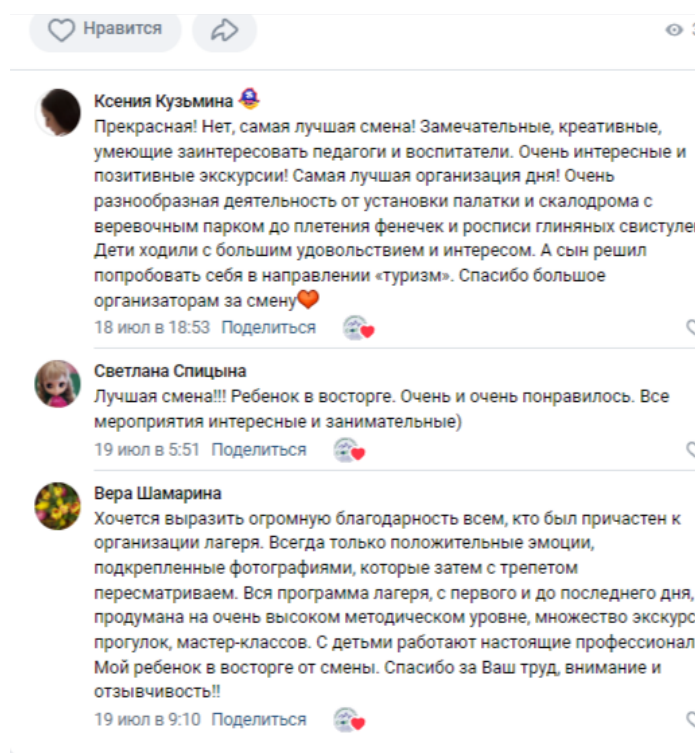 Нравится
Ксения Кузьмина
Прекрасная! Нет, самая лучшая смена! Замечательные, креативные,
умеющие заинтересовать педагоги и воспитатели. Очень интересные и
позитивные экскурсии! Самая лучшая организация дня! Очень
разнообразная деятельность от установки палатки и скалодрома с
веревочным парком до плетения фенечек и росписи глиняных
Дети ходили с большим удовольствием и интересом. А сын решил
попробовать себя в направлении «туризм». Спасибо большое
организаторам за смену
18 июл в 18:53 Поделиться
Светлана Спицына
Лучшая смена!!! Ребенок в восторге. Очень и очень понравилось. Все
мероприятия интересные и занимательные)
19 июл в 5:51 Поделиться
Вера Шамарина
Хочется выразить огромную благодарность всем, кто был причастен к
организации лагеря. Всегда только положительные эмоции,
подкрепленные фотографиями, которые затем с трепетом
пересматриваем. Вся программа лагеря, с первого и до последнего дня,
продумана на очень высоком методическом уровне, множество
прогулок, мастер-классов. С детьми работают настоящие
Мой ребенок в восторге от смены. Спасибо за Ваш труд, внимание и
отзывчивость!!
19 июл в 9:10 Поделиться